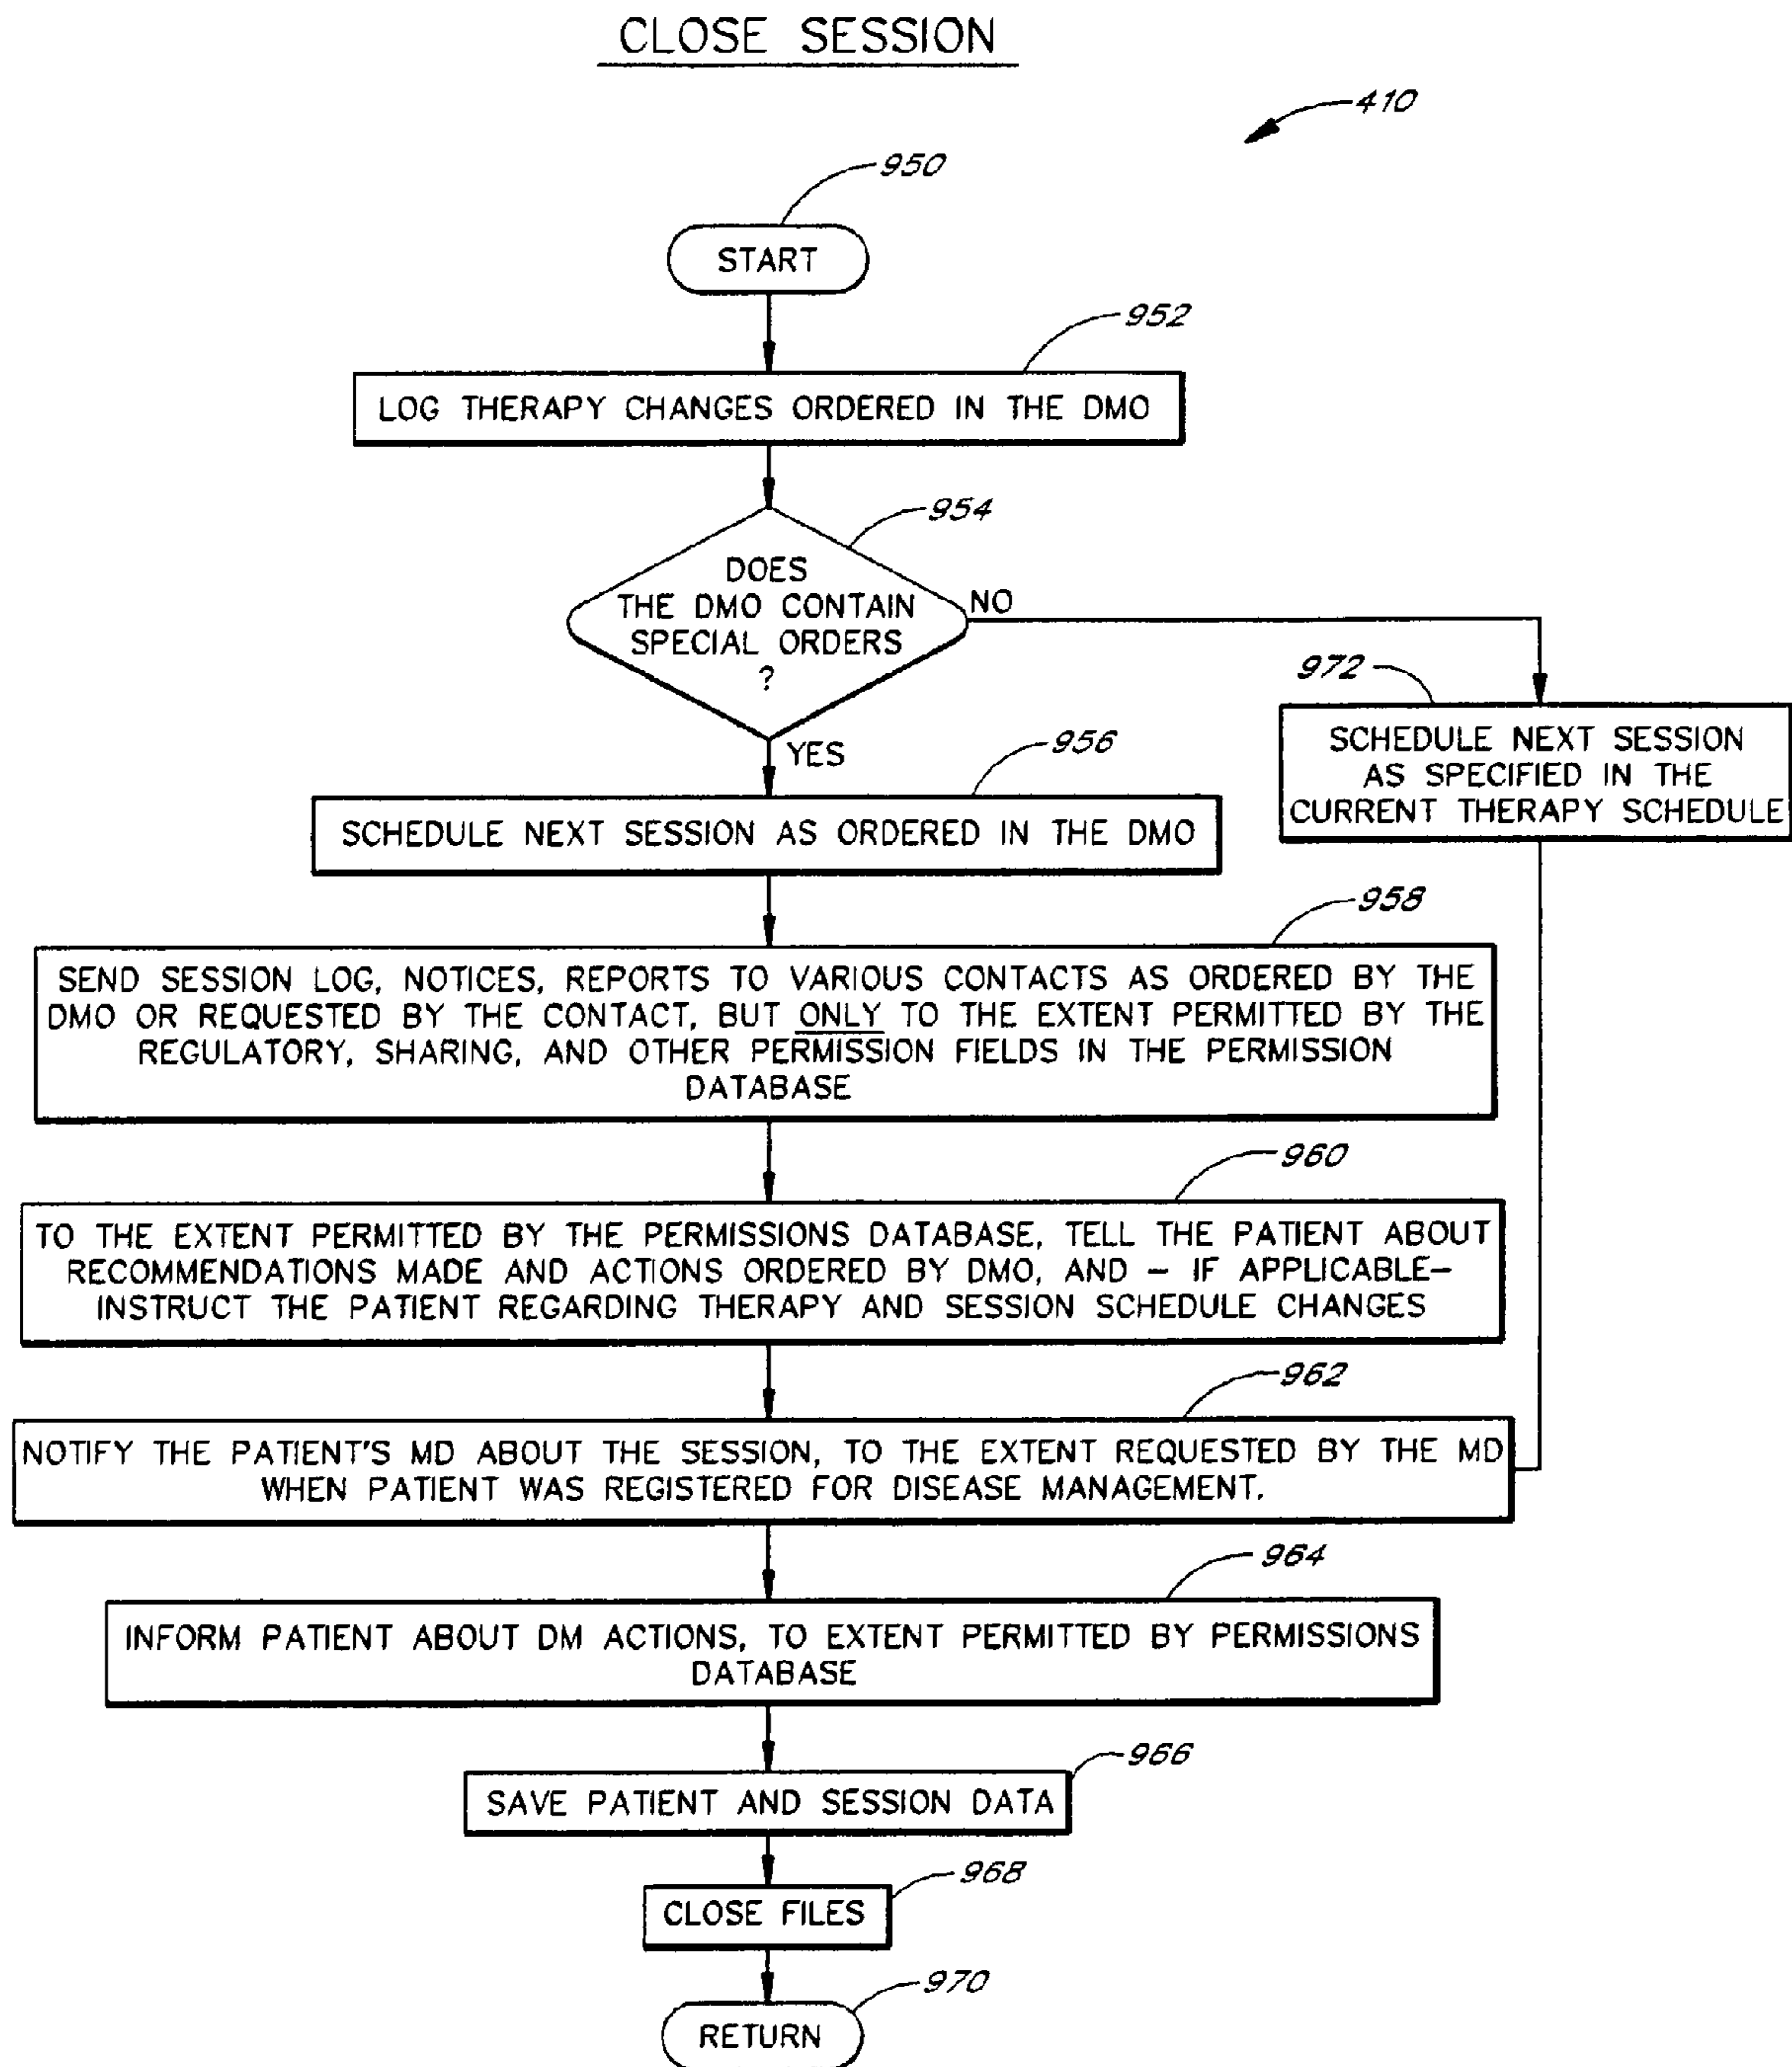 CLOSE SESSION
410
950
START
952
LOG THERAPY CHANGES ORDERED IN THE DMO
954
DOES
THE DMO CONTAIN
SPECIAL ORDERS
?
NO
YES
972
SCHEDULE NEXT SESSION
AS SPECIFIED IN THE
CURRENT THERAPY SCHEDULE
956
SCHEDULE NEXT SESSION AS ORDERED IN THE DMO
958
SEND SESSION LOG, NOTICES, REPORTS TO VARIOUS CONTACTS AS ORDERED BY THE
DMO OR REQUESTED BY THE CONTACT, BUT ONLY TO THE EXTENT PERMITTED BY THE
REGULATORY, SHARING, AND OTHER PERMISSION FIELDS IN THE PERMISSION
DATABASE
960
TO THE EXTENT PERMITTED BY THE PERMISSIONS DATABASE, TELL THE PATIENT ABOUT
RECOMMENDATIONS MADE AND ACTIONS ORDERED BY DMO, AND – IF APPLICABLE–
INSTRUCT THE PATIENT REGARDING THERAPY AND SESSION SCHEDULE CHANGES
962
NOTIFY THE PATIENT'S MD ABOUT THE SESSION, TO THE EXTENT REQUESTED BY THE MD
WHEN PATIENT WAS REGISTERED FOR DISEASE MANAGEMENT.
964
INFORM PATIENT ABOUT DM ACTIONS, TO EXTENT PERMITTED BY PERMISSIONS
DATABASE
966
SAVE PATIENT AND SESSION DATA
968
CLOSE FILES
970
RETURN